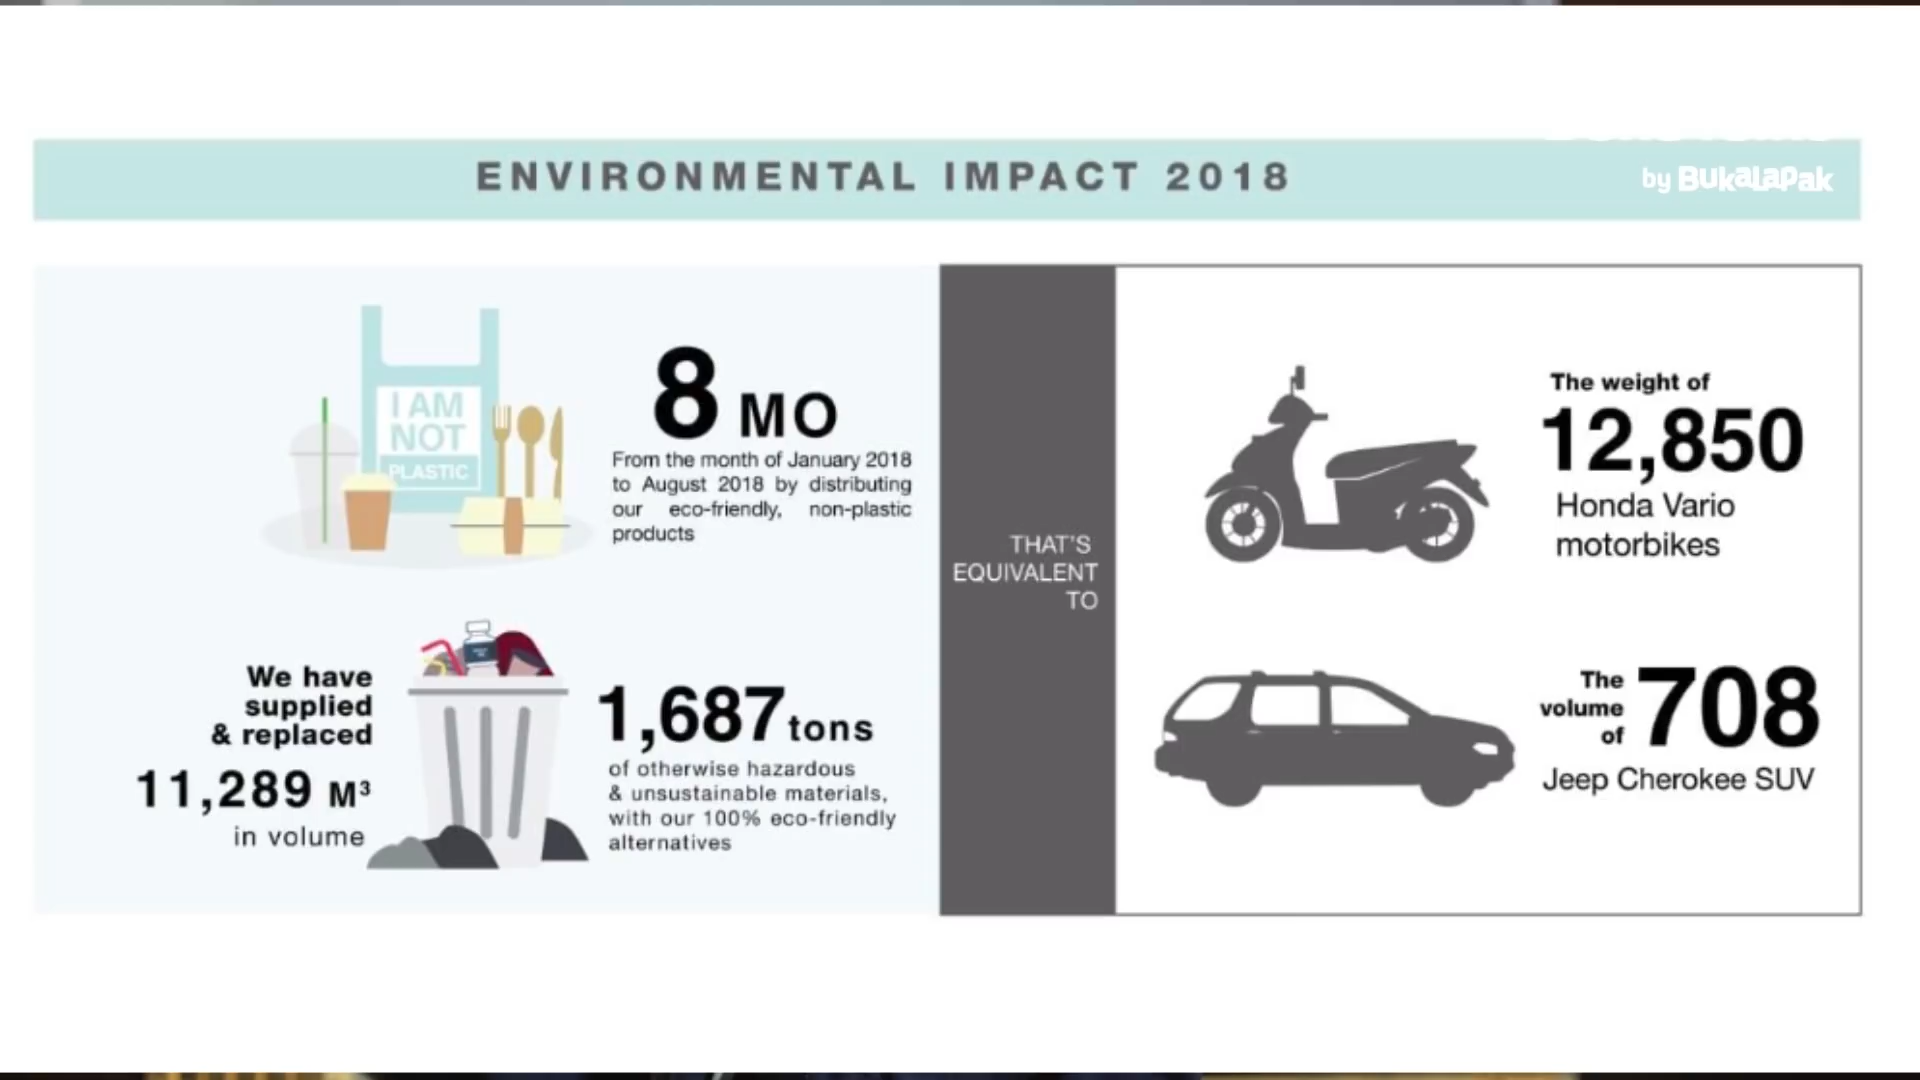 ENVIRONMENTAL IMPACT 2018
by BukaLapak
I AM
NOT
PLASTIC
8 MO
From the month of January 2018
to August 2018 by distributing
our eco-friendly, non-plastic
products
We have
supplied
& replaced
11,289 M³
in volume
1,687 tons
of otherwise hazardous
& unsustainable materials,
with our 100% eco-friendly
alternatives
THAT'S
EQUIVALENT
TO
The weight of
12,850
Honda Vario
motorbikes
The
volume
of
708
Jeep Cherokee SUV